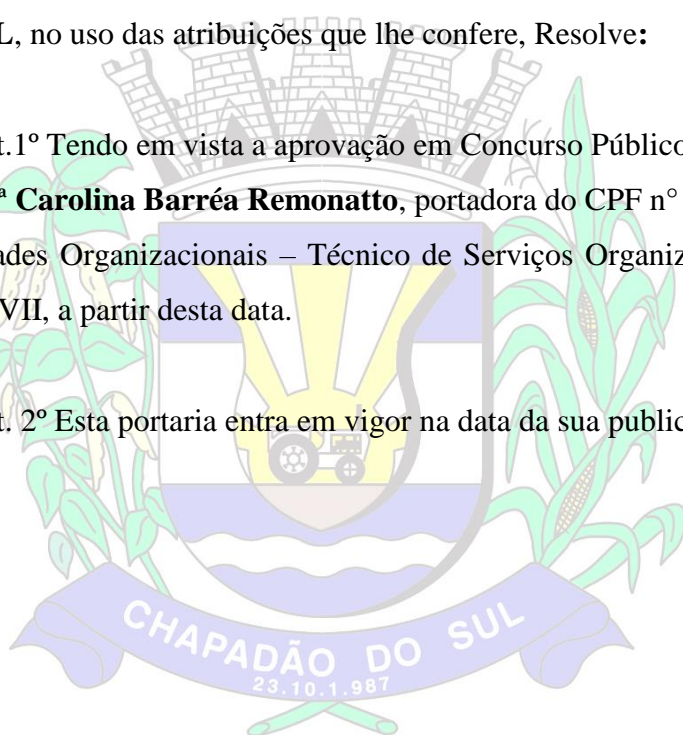 L, no uso das atribuições que lhe confere, Resolve:
t.1º Tendo em vista a aprovação em Concurso Público
ª Carolina Barréa Remonatto, portadora do CPF n°
ades Organizacionais – Técnico de Serviços Organiz
VII, a partir desta data.
t. 2º Esta portaria entra em vigor na data da sua public
CHAPADÃO DO SUL
23.10.1.987